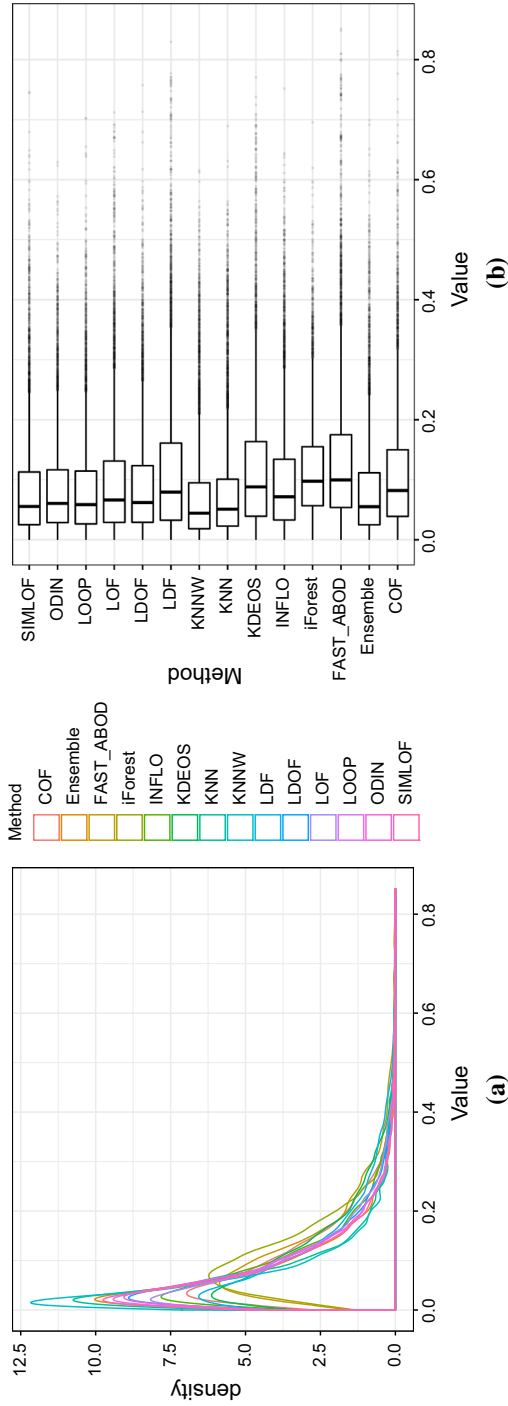 12.5
10.0
7.5
5.0
2.5
0.0
density
0.0
0.2
0.4
0.6
0.8
Value
(a)
Method
COF
Ensemble
FAST_ABOD
iForest
INFLO
KDEOS
KNN
KNNW
LDF
LDOF
LOF
LOOP
ODIN
SIMLOF
Method
SIMLOF
ODIN
LOOP
LOF
LDOF
LDF
KNNW
KNN
KDEOS
INFLO
iForest
FAST_ABOD
Ensemble
COF
0.0
0.2
0.4
0.6
0.8
Value
(b)